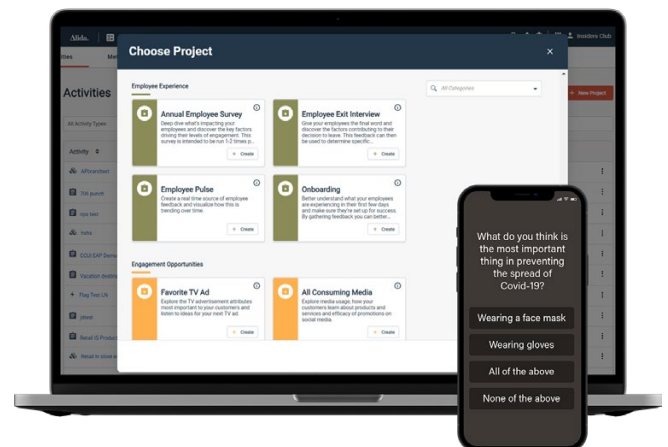 Alida.
Insiders Club
Choose Project
×
Activities
+ New Project
All Activity Types
Activity
Employee Experience
All Categories
Annual Employee Survey
Deep dive what's impacting your
employees and discover the key factors
driving their levels of engagement. This
survey is intended to be run 1-2 times p...
+ Create
Employee Exit Interview
Give your employees the final word and
discover the factors contributing to their
decision to leave. This feedback can then
be used to determine specific...
+ Create
Employee Pulse
Create a real time source of employee
feedback and visualize how this is
trending over time.
+ Create
Onboarding
Better understand what your employees
are experiencing in their first few days
and make sure they're set up for success.
By gathering feedback you can better...
+ Create
Engagement Opportunities
Favorite TV Ad
Explore the TV advertisement attributes
most important to your customers and
listen to ideas for your next TV ad.
+ Create
All Consuming Media
Explore media usage, how your
customers learn about products and
services and efficacy of promotions on
social media.
+ Create
What do you think is
the most important
thing in preventing
the spread of
Covid-19?
Wearing a face mask
Wearing gloves
All of the above
None of the above